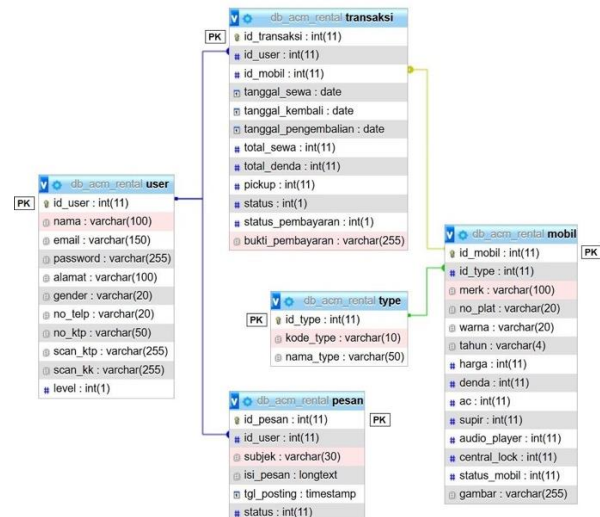 db_acm_rental transaksi
PK
id_transaksi : int(11)
id_user : int(11)
id_mobil : int(11)
tanggal_sewa : date
tanggal_kembali : date
tanggal_pengembalian : date
total_sewa : int(11)
total_denda : int(11)
pickup : int(11)
status : int(1)
status_pembayaran : int(1)
bukti_pembayaran : varchar(255)
db_acm_rental user
PK
id_user : int(11)
nama : varchar(100)
email : varchar(150)
password : varchar(255)
alamat : varchar(100)
gender : varchar(20)
no_telp : varchar(20)
no_ktp : varchar(50)
scan_ktp : varchar(255)
scan_kk : varchar(255)
level : int(1)
db_acm_rental mobil
id_mobil : int(11)
PK
id_type : int(11)
merk : varchar(100)
no_plat : varchar(20)
warna : varchar(20)
tahun : varchar(4)
harga : int(11)
denda : int(11)
ac : int(11)
supir : int(11)
audio_player : int(11)
central_lock : int(11)
status_mobil : int(11)
gambar : varchar(255)
db_acm_rental type
PK
id_type : int(11)
kode_type : varchar(10)
nama_type : varchar(50)
db_acm_rental pesan
id_pesan : int(11)
PK
id_user : int(11)
subjek : varchar(30)
isi_pesan : longtext
tgl_posting : timestamp
status : int(11)